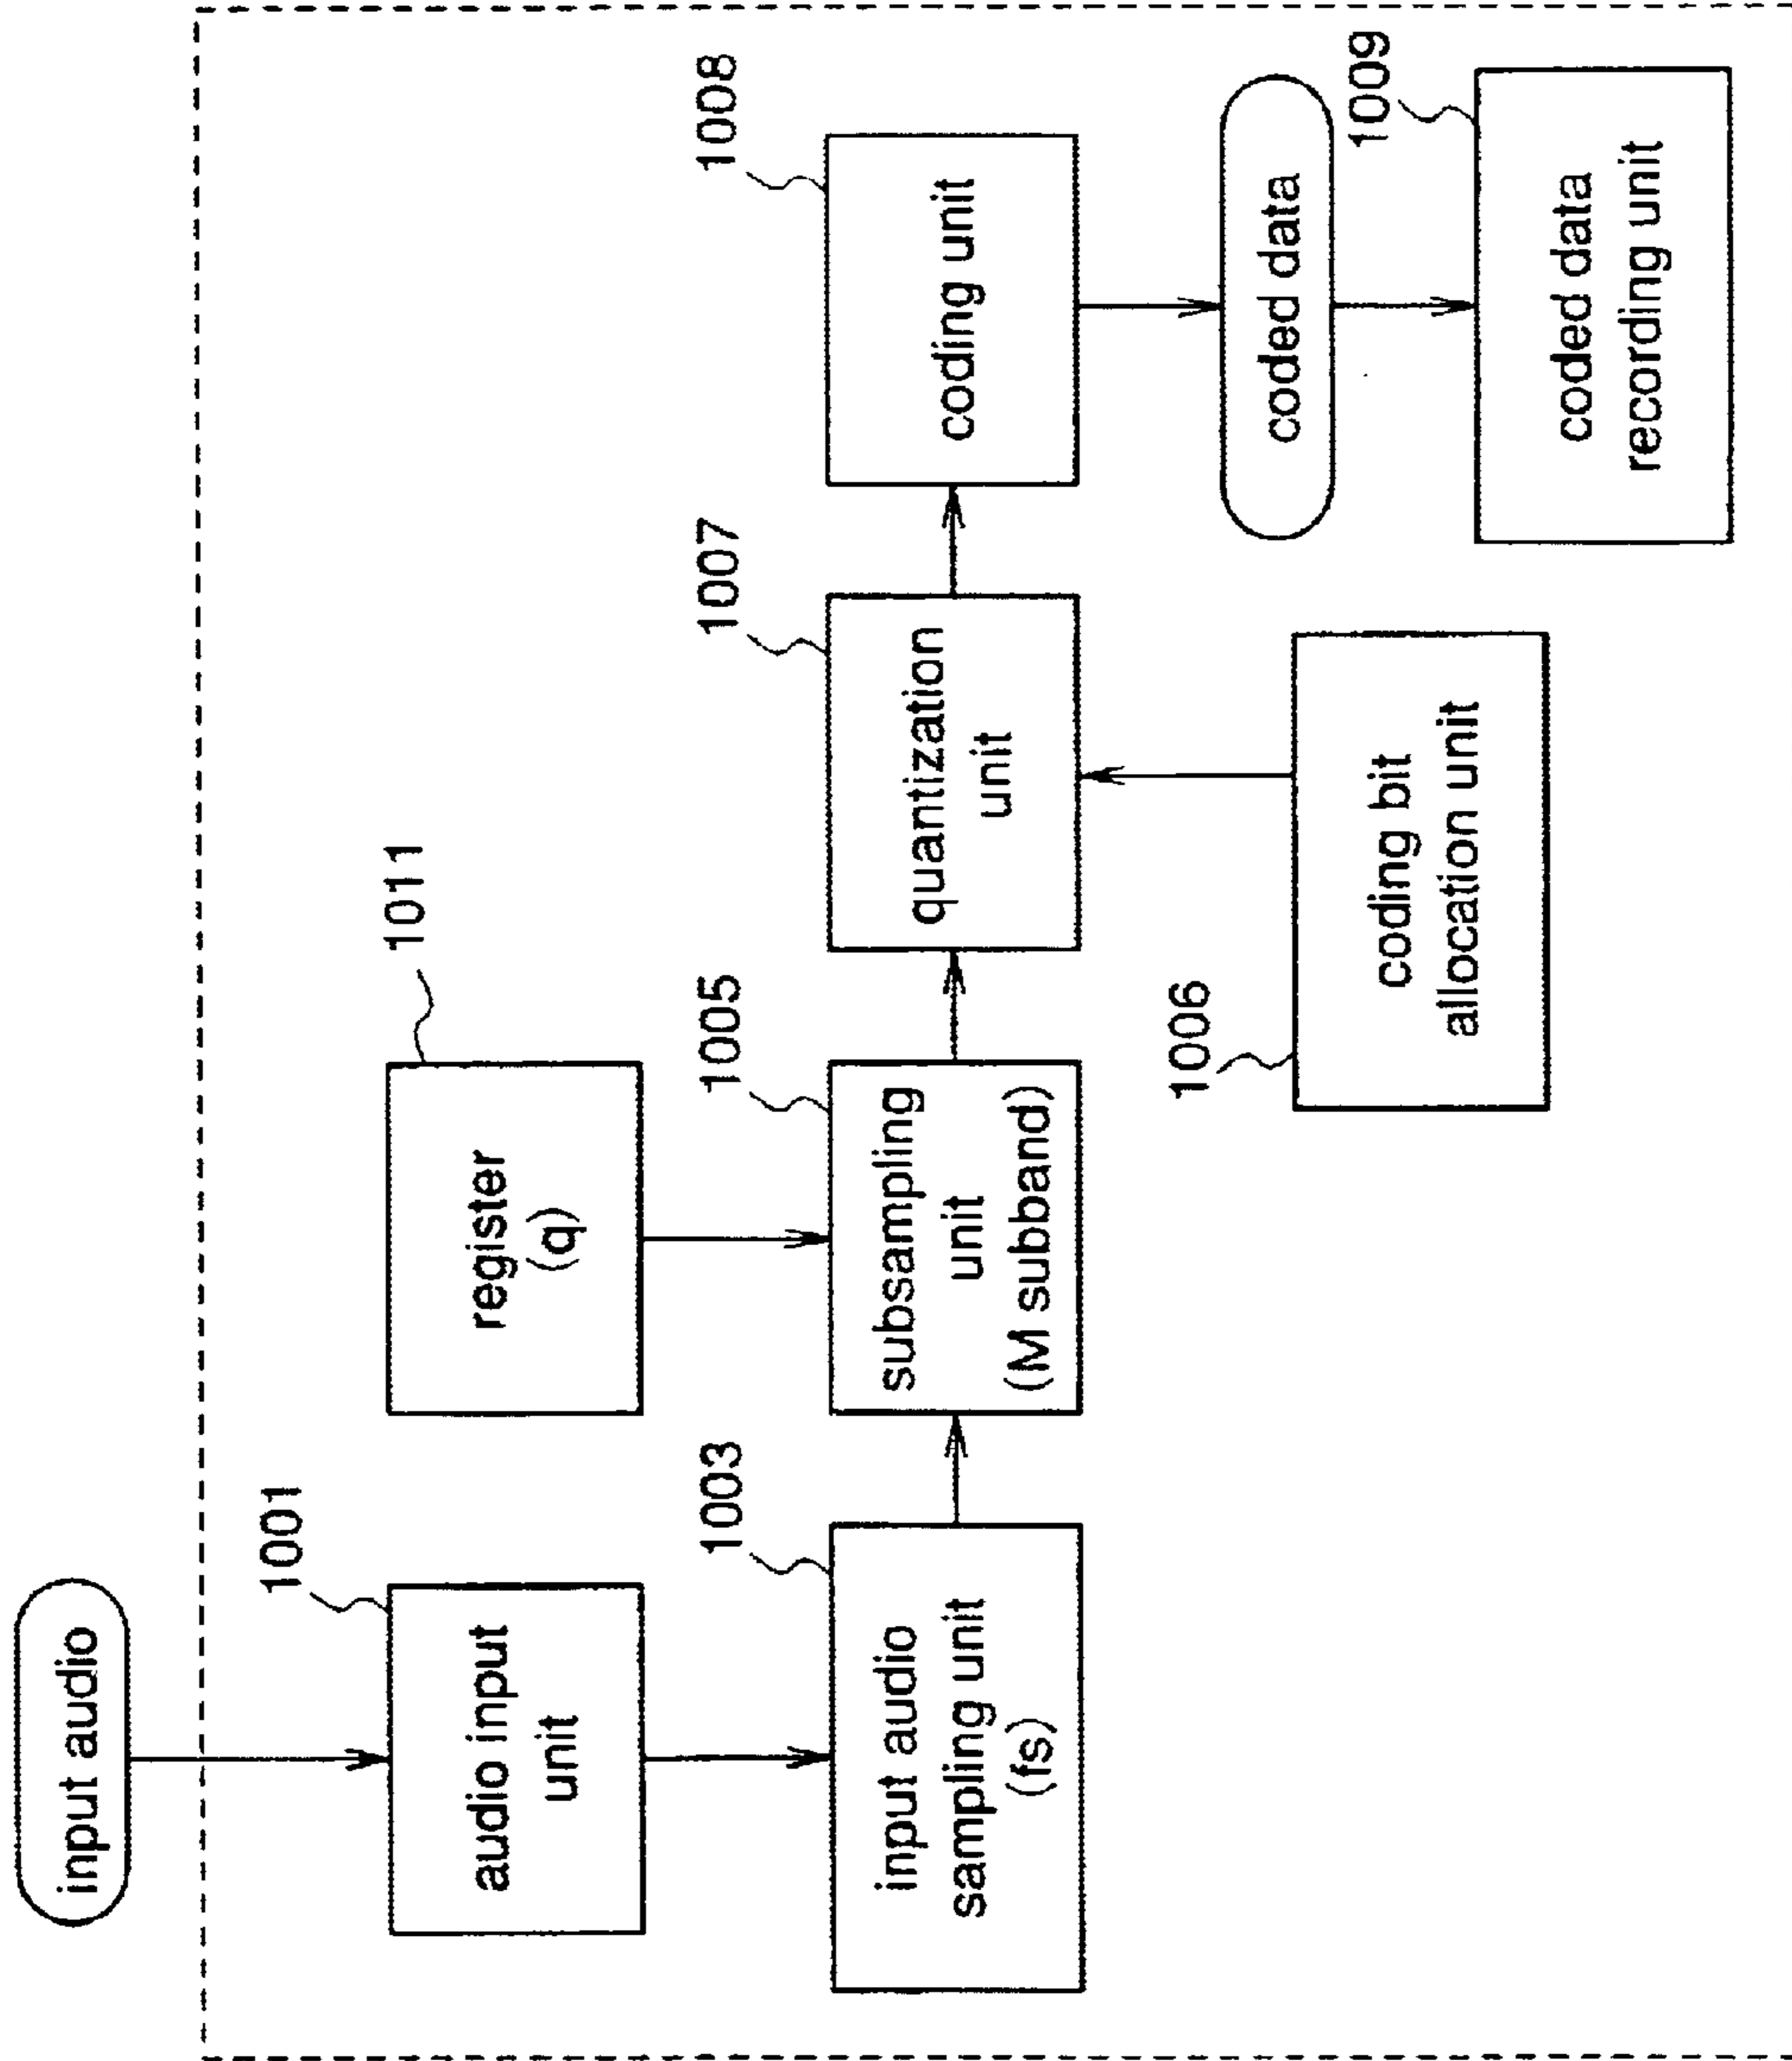 input audio
1001
audio input
unit
1011
register
(q)
1003
input audio
sampling unit
(fs)
1005
subsampling
unit
(M subband)
1007
quantization
unit
1008
coding unit
1006
coding bit
allocation unit
coded data
1009
coded data
recording unit